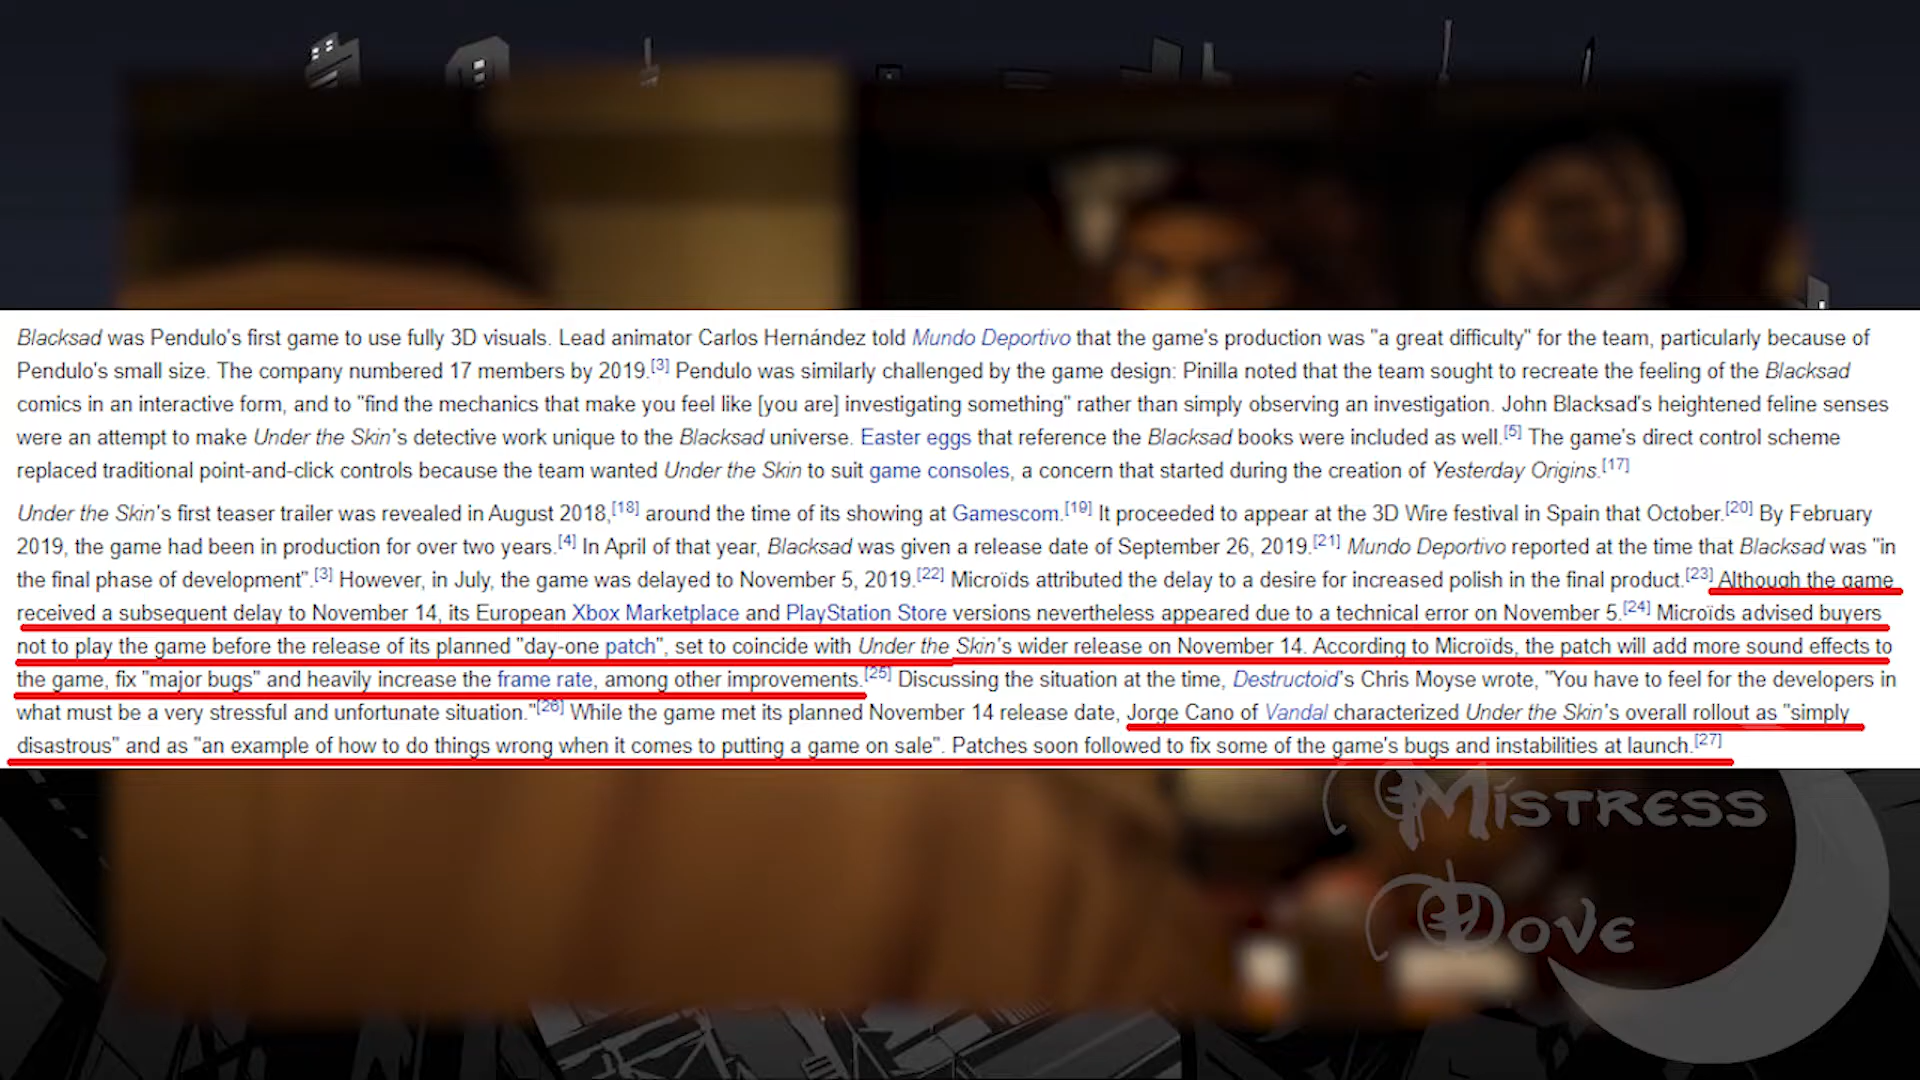 Blacksad was Pendulo's first game to use fully 3D visuals. Lead animator Carlos Hernández told Mundo Deportivo that the game's production was "a great difficulty" for the team, particularly because of
Pendulo's small size. The company numbered 17 members by 2019.[3] Pendulo was similarly challenged by the game design: Pinilla noted that the team sought to recreate the feeling of the Blacksad
comics in an interactive form, and to "find the mechanics that make you feel like [you are] investigating something" rather than simply observing an investigation. John Blacksad's heightened feline senses
were an attempt to make Under the Skin's detective work unique to the Blacksad universe. Easter eggs that reference the Blacksad books were included as well.[5] The game's direct control scheme
replaced traditional point-and-click controls because the team wanted Under the Skin to suit game consoles, a concern that started during the creation of Yesterday Origins.[17]
Under the Skin's first teaser trailer was revealed in August 2018,[18] around the time of its showing at Gamescom.[19] It proceeded to appear at the 3D Wire festival in Spain that October.[20] By February
2019, the game had been in production for over two years.[4] In April of that year, Blacksad was given a release date of September 26, 2019.[21] Mundo Deportivo reported at the time that Blacksad was "in
the final phase of development".[3] However, in July, the game was delayed to November 5, 2019.[22] Microïds attributed the delay to a desire for increased polish in the final product.[23] Although the game
received a subsequent delay to November 14, its European Xbox Marketplace and PlayStation Store versions nevertheless appeared due to a technical error on November 5.[24] Microïds advised buyers
not to play the game before the release of its planned "day-one patch", set to coincide with Under the Skin's wider release on November 14. According to Microïds, the patch will add more sound effects to
the game, fix "major bugs" and heavily increase the frame rate, among other improvements.[25] Discussing the situation at the time, Destructoid's Chris Moyse wrote, "You have to feel for the developers in
what must be a very stressful and unfortunate situation."[26] While the game met its planned November 14 release date, Jorge Cano of Vandal characterized Under the Skin's overall rollout as "simply
disastrous" and as "an example of how to do things wrong when it comes to putting a game on sale". Patches soon followed to fix some of the game's bugs and instabilities at launch.[27]
Mistress
Dove